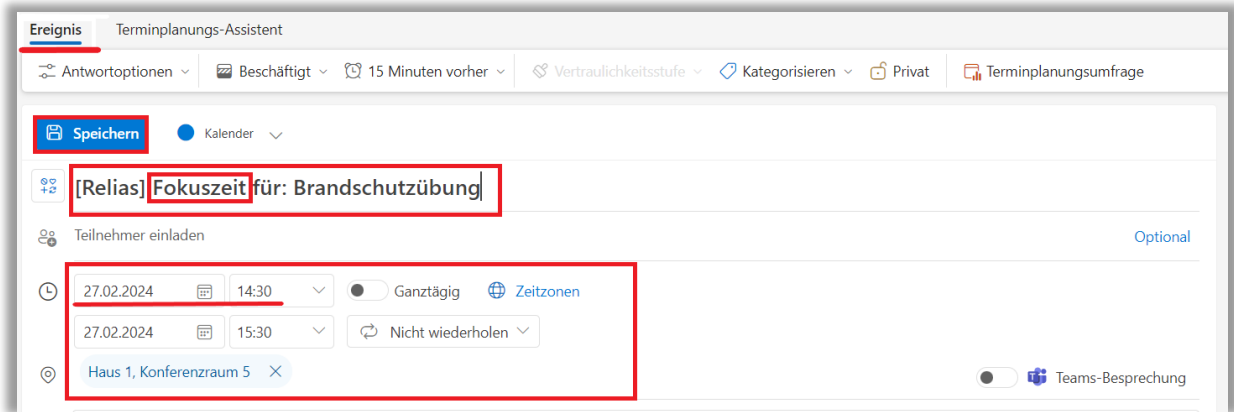 Ereignis Terminplanungs-Assistent
Antwortoptionen Beschäftigt 15 Minuten vorher Vertraulichkeitsstufe Kategorisieren Privat Terminplanungsumfrage
Speichern Kalender
[Relias] Fokuszeit für: Brandschutzübung
Teilnehmer einladen Optional
27.02.2024 14:30 Ganztägig Zeitzonen
27.02.2024 15:30 Nicht wiederholen
Haus 1, Konferenzraum 5 Teams-Besprechung